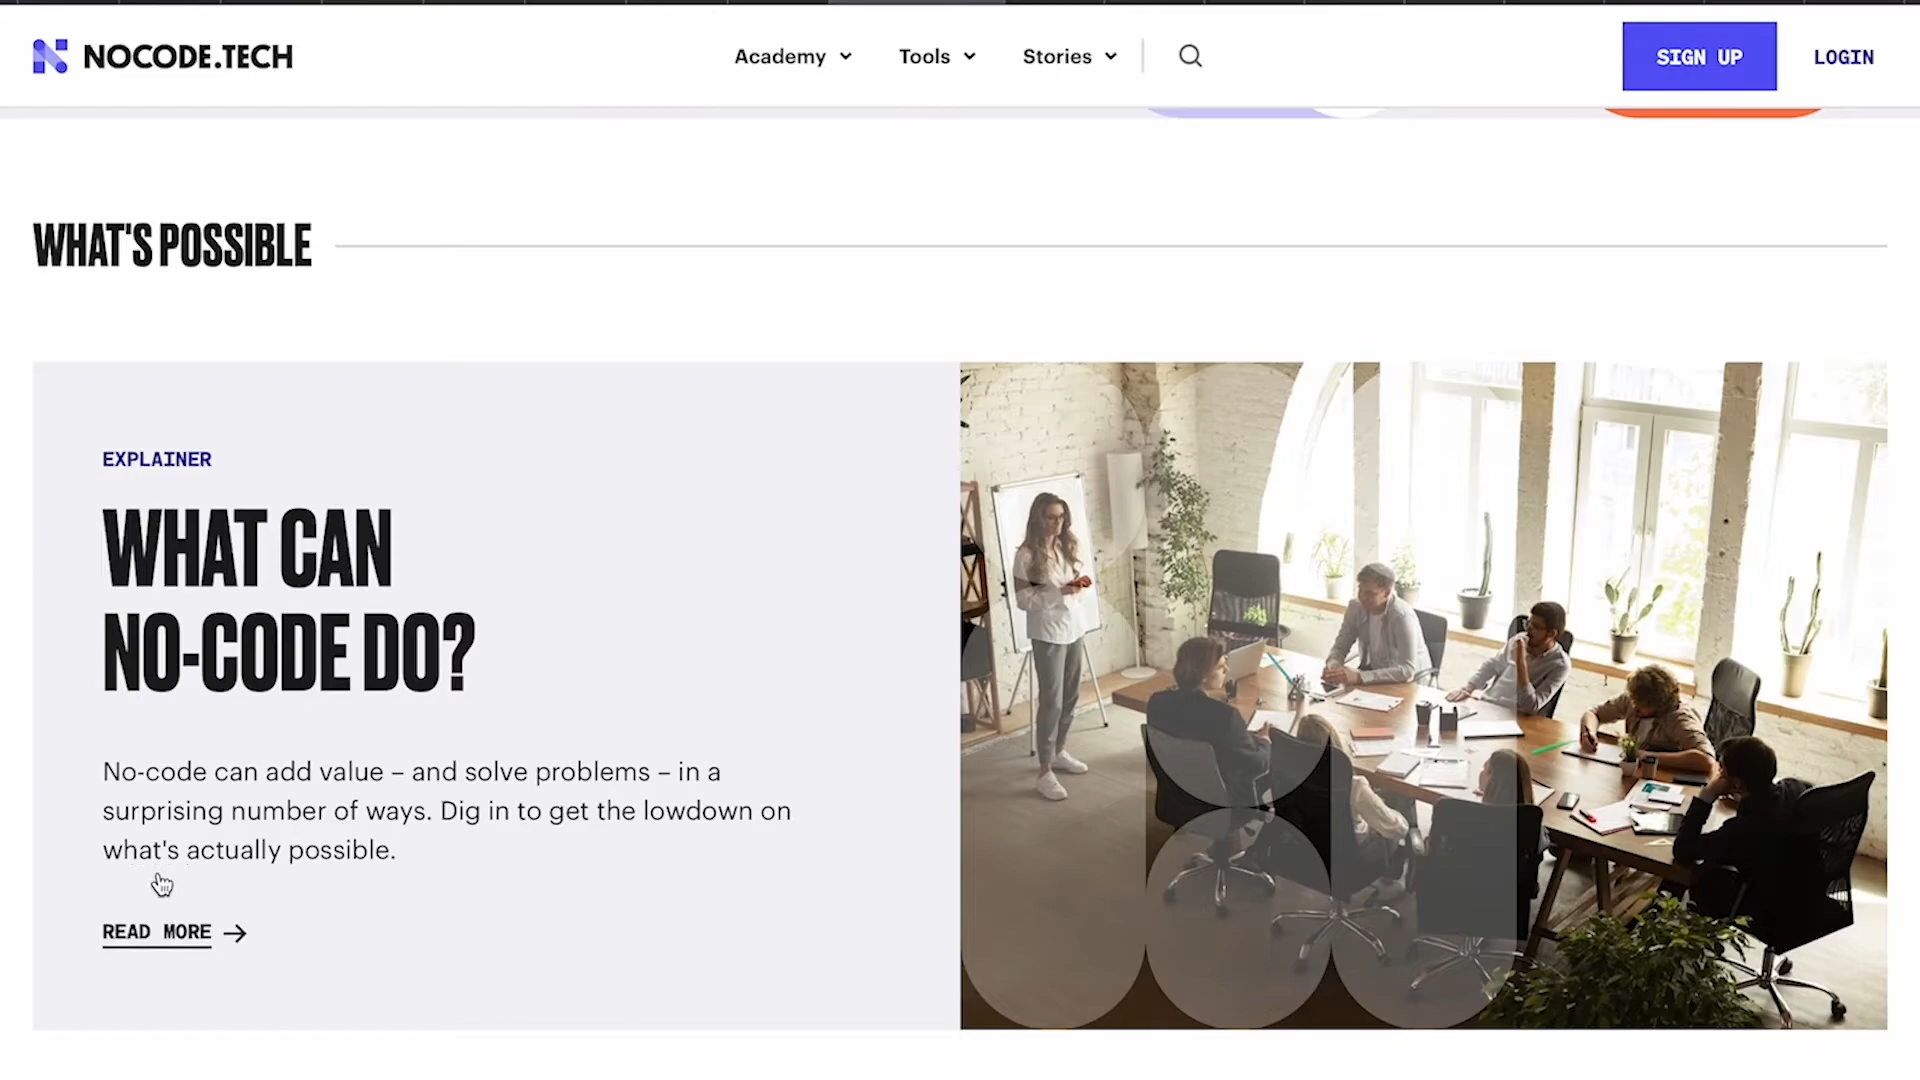 NOCODE.TECH
Academy
Tools
Stories
SIGN UP
LOGIN
WHAT'S POSSIBLE
EXPLAINER
WHAT CAN
NO-CODE DO?
No-code can add value – and solve problems – in a
surprising number of ways. Dig in to get the lowdown on
what's actually possible.
READ MORE